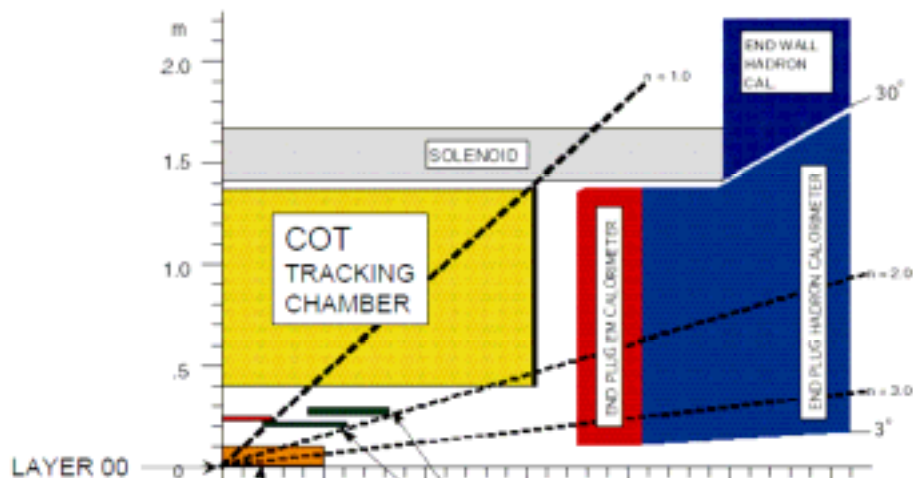 m
2.0
1.5
1.0
.5
0
END WALL
HADRON
CAL.
n = 1.0
30°
SOLENOID
COT
TRACKING
CHAMBER
END PLUG EM CALORIMETER
END PLUG HADRON CALORIMETER
n = 2.0
n = 3.0
3°
LAYER 00